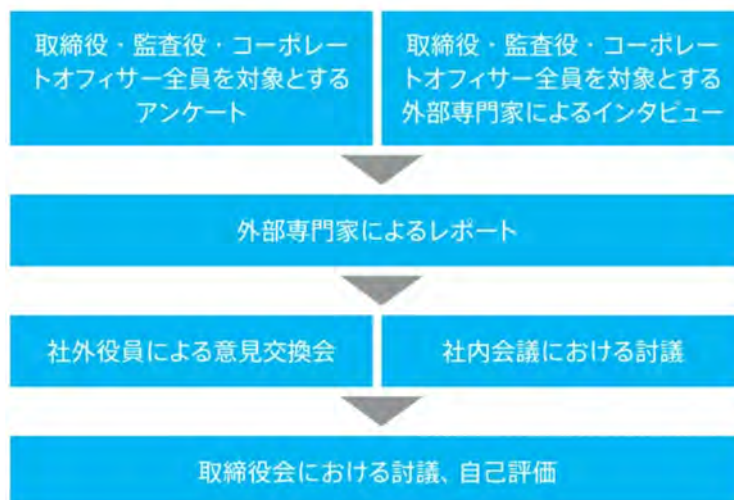 取締役・監査役・コーポレー
トオフィサー全員を対象とする
アンケート
取締役・監査役・コーポレー
トオフィサー全員を対象とする
外部専門家によるインタビュー
外部専門家によるレポート
社外役員による意見交換会
社内会議における討議
取締役会における討議、自己評価